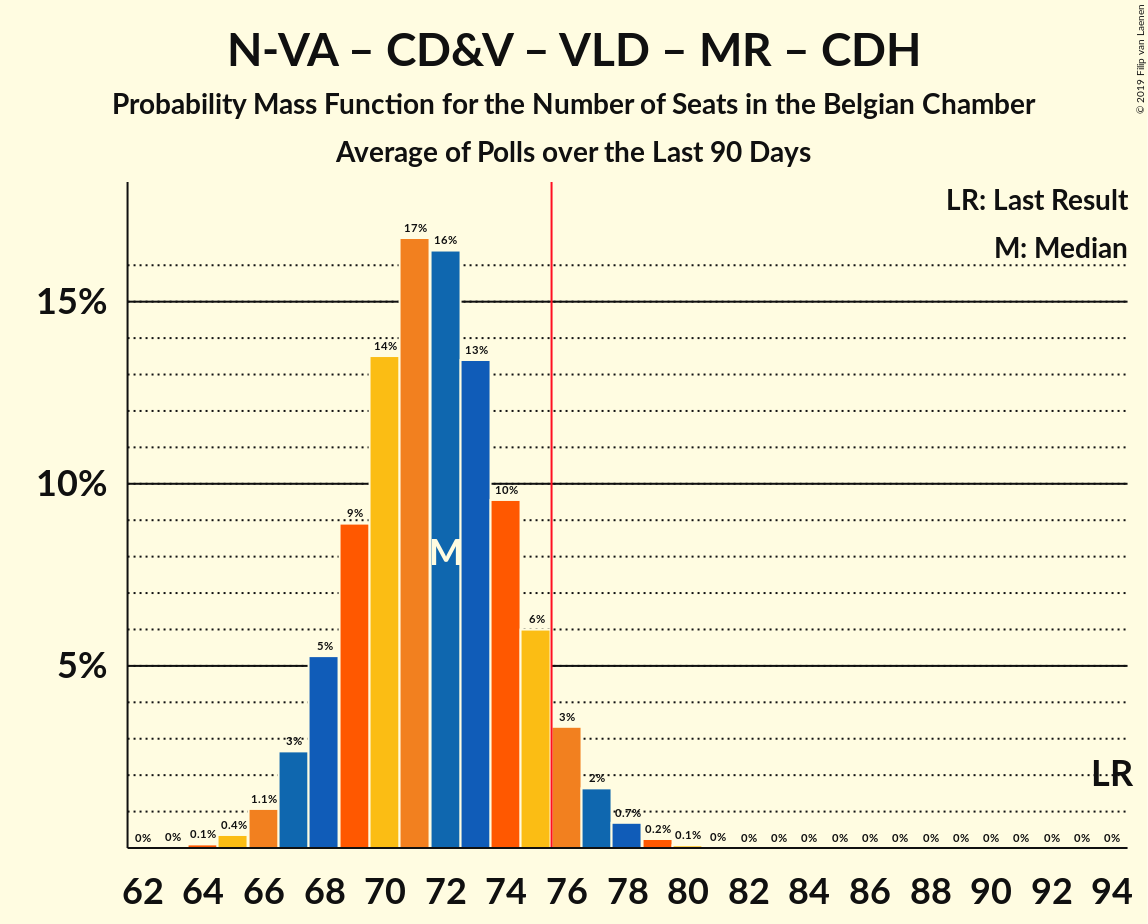 N-VA – CD&V – VLD – MR – CDH
Probability Mass Function for the Number of Seats in the Belgian Chamber
Average of Polls over the Last 90 Days
© 2019 Filip van Laenen
LR: Last Result
M: Median
15%
10%
5%
0% 0% 0.1% 0.4% 1.1% 3% 5% 9% 14% 17% 16% 13% 10% 6% 3% 2% 0.7% 0.2% 0.1% 0% 0% 0% 0% 0% 0% 0% 0% 0% 0% 0% 0% 0% 0%
M
LR
62 64 66 68 70 72 74 76 78 80 82 84 86 88 90 92 94